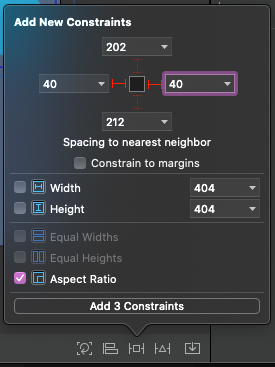 Add New Constraints
202
40 40
212
Spacing to nearest neighbor
Constrain to margins
Width 404
Height 404
Equal Widths
Equal Heights
Aspect Ratio
Add 3 Constraints